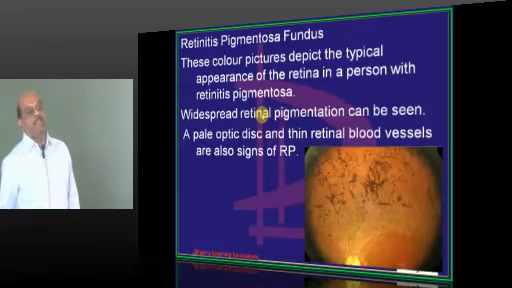 Retinitis Pigmentosa Fundus
These colour pictures depict the typical
appearance of the retina in a person with
retinitis pigmentosa.
Widespread retinal pigmentation can be seen.
A pale optic disc and thin retinal blood vessels
are also signs of RP.